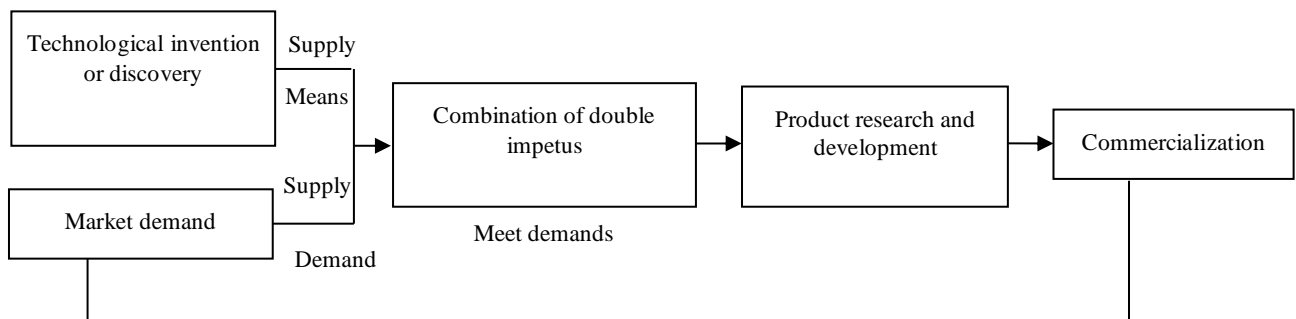 Technological invention
or discovery
Supply
Means
Combination of double
impetus
Product research and
development
Commercialization
Supply
Market demand
Demand
Meet demands